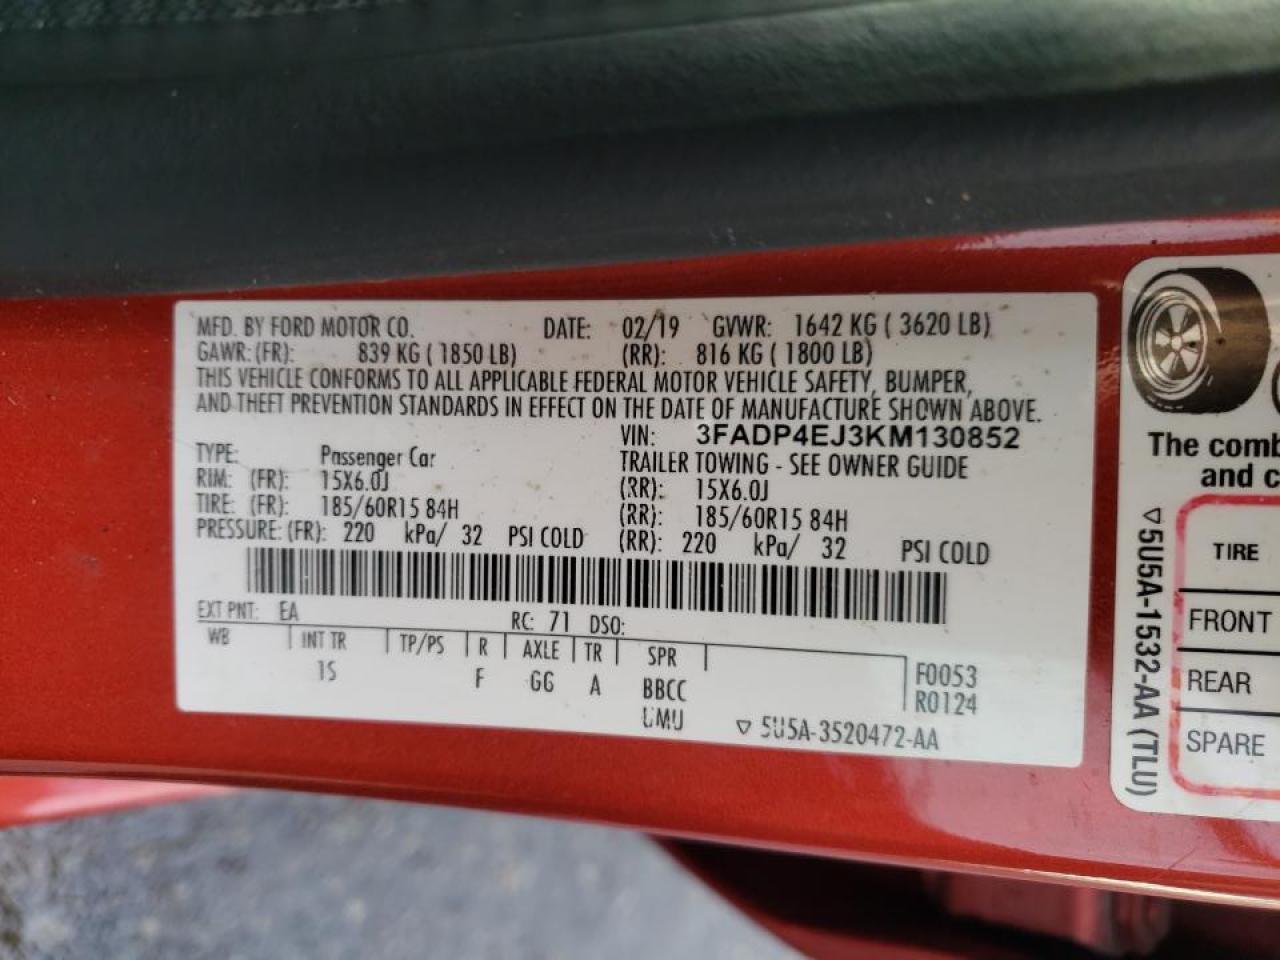 MFD. BY FORD MOTOR CO. DATE: 02/19 GVWR: 1642 KG ( 3620 LB)
GAWR: (FR): 839 KG ( 1850 LB) (RR): 816 KG ( 1800 LB)
THIS VEHICLE CONFORMS TO ALL APPLICABLE FEDERAL MOTOR VEHICLE SAFETY, BUMPER,
AND THEFT PREVENTION STANDARDS IN EFFECT ON THE DATE OF MANUFACTURE SHOWN ABOVE.
VIN: 3FADP4EJ3KM130852
TYPE: Passenger Car TRAILER TOWING - SEE OWNER GUIDE
RIM: (FR): 15X6.0J (RR): 15X6.0J
TIRE: (FR): 185/60R15 84H (RR): 185/60R15 84H
PRESSURE: (FR): 220 kPa/ 32 PSI COLD (RR): 220 kPa/ 32 PSI COLD
EXT PNT: EA RC: 71 DSO:
WB INT TR TP/PS R AXLE TR SPR
1S F GG A BBCC F0053
UMU R0124
▽ 5U5A-3520472-AA
The comb
and c
TIRE
FRONT
REAR
SPARE
▽5U5A-1532-AA (TLU)